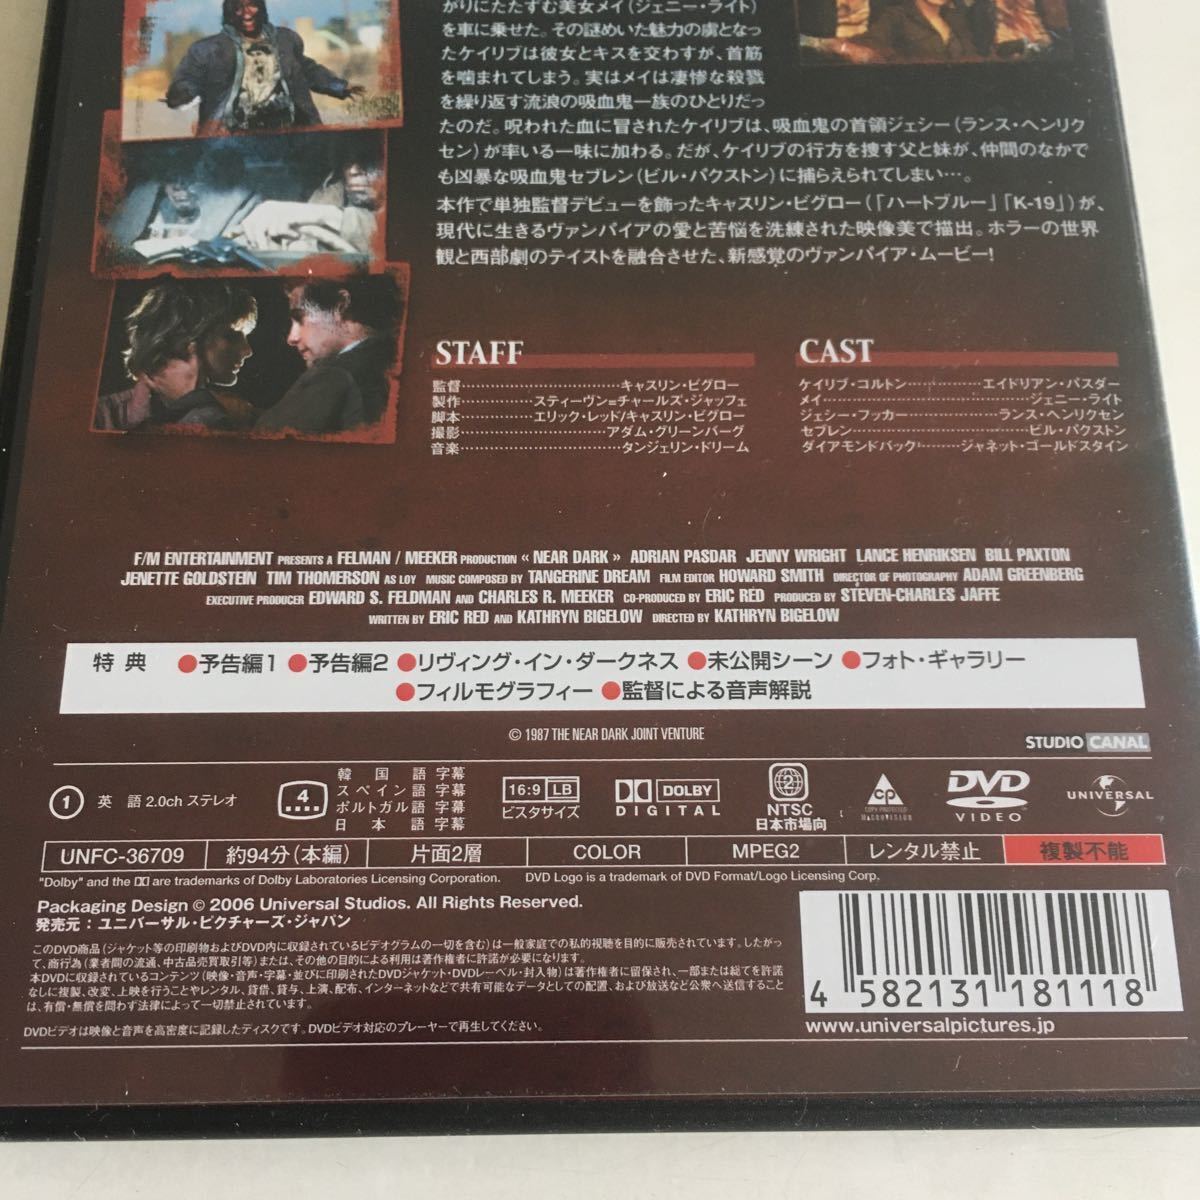 がりにたたずむ美女メイ(ジェニー・ライト)
を車に乗せた。その謎めいた魅力の虜となっ
たケイリブは彼女とキスを交わすが、首筋
を噛まれてしまう。実はメイは凄惨な殺戮
を繰り返す流浪の吸血鬼一族のひとりだっ
たのだ。呪われた血に冒されたケイリブは、吸血鬼の首領ジェシー(ランス・ヘンリク
セン)が率いる一味に加わる。だが、ケイリブの行方を捜す父と妹が、仲間のなかで
も凶暴な吸血鬼セブレン(ビル・パクストン)に捕らえられてしまい…。
本作で単独監督デビューを飾ったキャスリン・ビグロー(「ハートブルー」「K-19」)が、
現代に生きるヴァンパイアの愛と苦悩を洗練された映像美で描出。ホラーの世界
観と西部劇のテイストを融合させた、新感覚のヴァンパイア・ムービー!
STAFF
監督……………………………キャスリン・ビグロー
製作……………スティーヴン=チャールズ・ジャッフェ
脚本……………エリック・レッド/キャスリン・ビグロー
撮影…………………………アダム・グリーンバーグ
音楽……………………………タンジェリン・ドリーム
CAST
ケイリブ・コルトン……………エイドリアン・パスダー
メイ……………………………………ジェニー・ライト
ジェシー・フッカー………………ランス・ヘンリクセン
セブレン………………………………ビル・パクストン
ダイアモンドバック………ジャネット・ゴールドスタイン
F/M ENTERTAINMENT PRESENTS A FELMAN / MEEKER PRODUCTION « NEAR DARK » ADRIAN PASDAR JENNY WRIGHT LANCE HENRIKSEN BILL PAXTON
JENETTE GOLDSTEIN TIM THOMERSON AS LOY MUSIC COMPOSED BY TANGERINE DREAM FILM EDITOR HOWARD SMITH DIRECTOR OF PHOTOGRAPHY ADAM GREENBERG
EXECUTIVE PRODUCER EDWARD S. FELDMAN AND CHARLES R. MEEKER CO-PRODUCED BY ERIC RED PRODUCED BY STEVEN-CHARLES JAFFE
WRITTEN BY ERIC RED AND KATHRYN BIGELOW DIRECTED BY KATHRYN BIGELOW
特典 ●予告編1 ●予告編2 ●リヴィング・イン・ダークネス ●未公開シーン ●フォト・ギャラリー
●フィルモグラフィー ●監督による音声解説
© 1987 THE NEAR DARK JOINT VENTURE
STUDIO CANAL
1 英語2.0ch ステレオ
4
韓国語字幕
スペイン語字幕
ポルトガル語字幕
日本語字幕
16:9 LB
ビスタサイズ
DOLBY
DIGITAL
2
NTSC
日本市場向
CP
COPY PROTECTED
MACROVISION
DVD
VIDEO
UNIVERSAL
UNFC-36709 約94分(本編) 片面2層 COLOR MPEG2 レンタル禁止 複製不能
"Dolby" and the DD are trademarks of Dolby Laboratories Licensing Corporation. DVD Logo is a trademark of DVD Format/Logo Licensing Corp.
Packaging Design © 2006 Universal Studios. All Rights Reserved.
発売元:ユニバーサル・ピクチャーズ・ジャパン
このDVD商品(ジャケット等の印刷物およびDVD内に収録されているビデオグラムの一切を含む)は一般家庭での私的視聴を目的に販売されています。したがっ
て、商行為(業者間の流通、中古品売買取引等)または、その他の目的による利用は著作権者に許諾が必要になります。
本DVDに収録されているコンテンツ(映像・音声・字幕・並びに印刷されたDVDジャケット・DVDレーベル・封入物)は著作権者に留保され、一部または総てを許諾
なしに複製、改変、上映を行うことやレンタル、貸借、貸与、上演、配布、インターネットなどで共有可能なデータとしての配置、および放送など公衆へ送信すること
は、有償・無償を問わず法律によって一切禁止されています。
DVDビデオは映像と音声を高密度に記録したディスクです。DVDビデオ対応のプレーヤーで再生してください。
4 582131 181118
www.universalpictures.jp